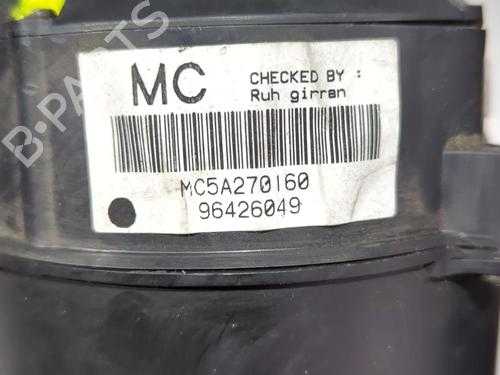 B-PARTS
MC
CHECKED BY :
Ruh girran
MC5A270160
96426049